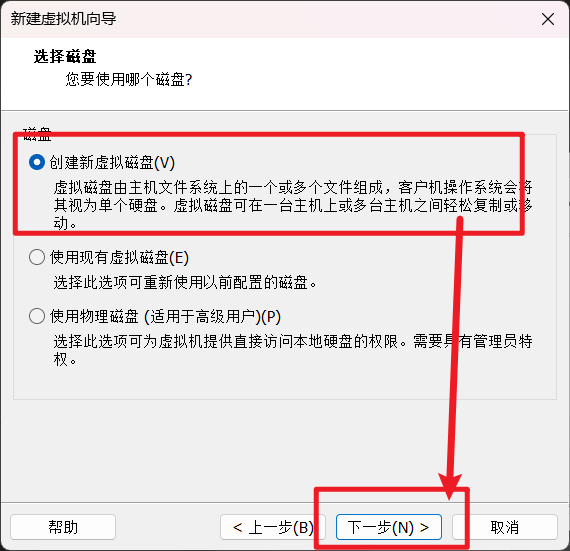 新建虚拟机向导
选择磁盘
您要使用哪个磁盘?
磁盘
创建新虚拟磁盘(V)
虚拟磁盘由主机文件系统上的一个或多个文件组成，客户机操作系统会将
其视为单个硬盘。虚拟磁盘可在一台主机上或多台主机之间轻松复制或移
动。
使用现有虚拟磁盘(E)
选择此选项可重新使用以前配置的磁盘。
使用物理磁盘 (适用于高级用户)(P)
选择此选项可为虚拟机提供直接访问本地硬盘的权限。需要具有管理员特
权。
帮助
< 上一步(B)
下一步(N) >
取消